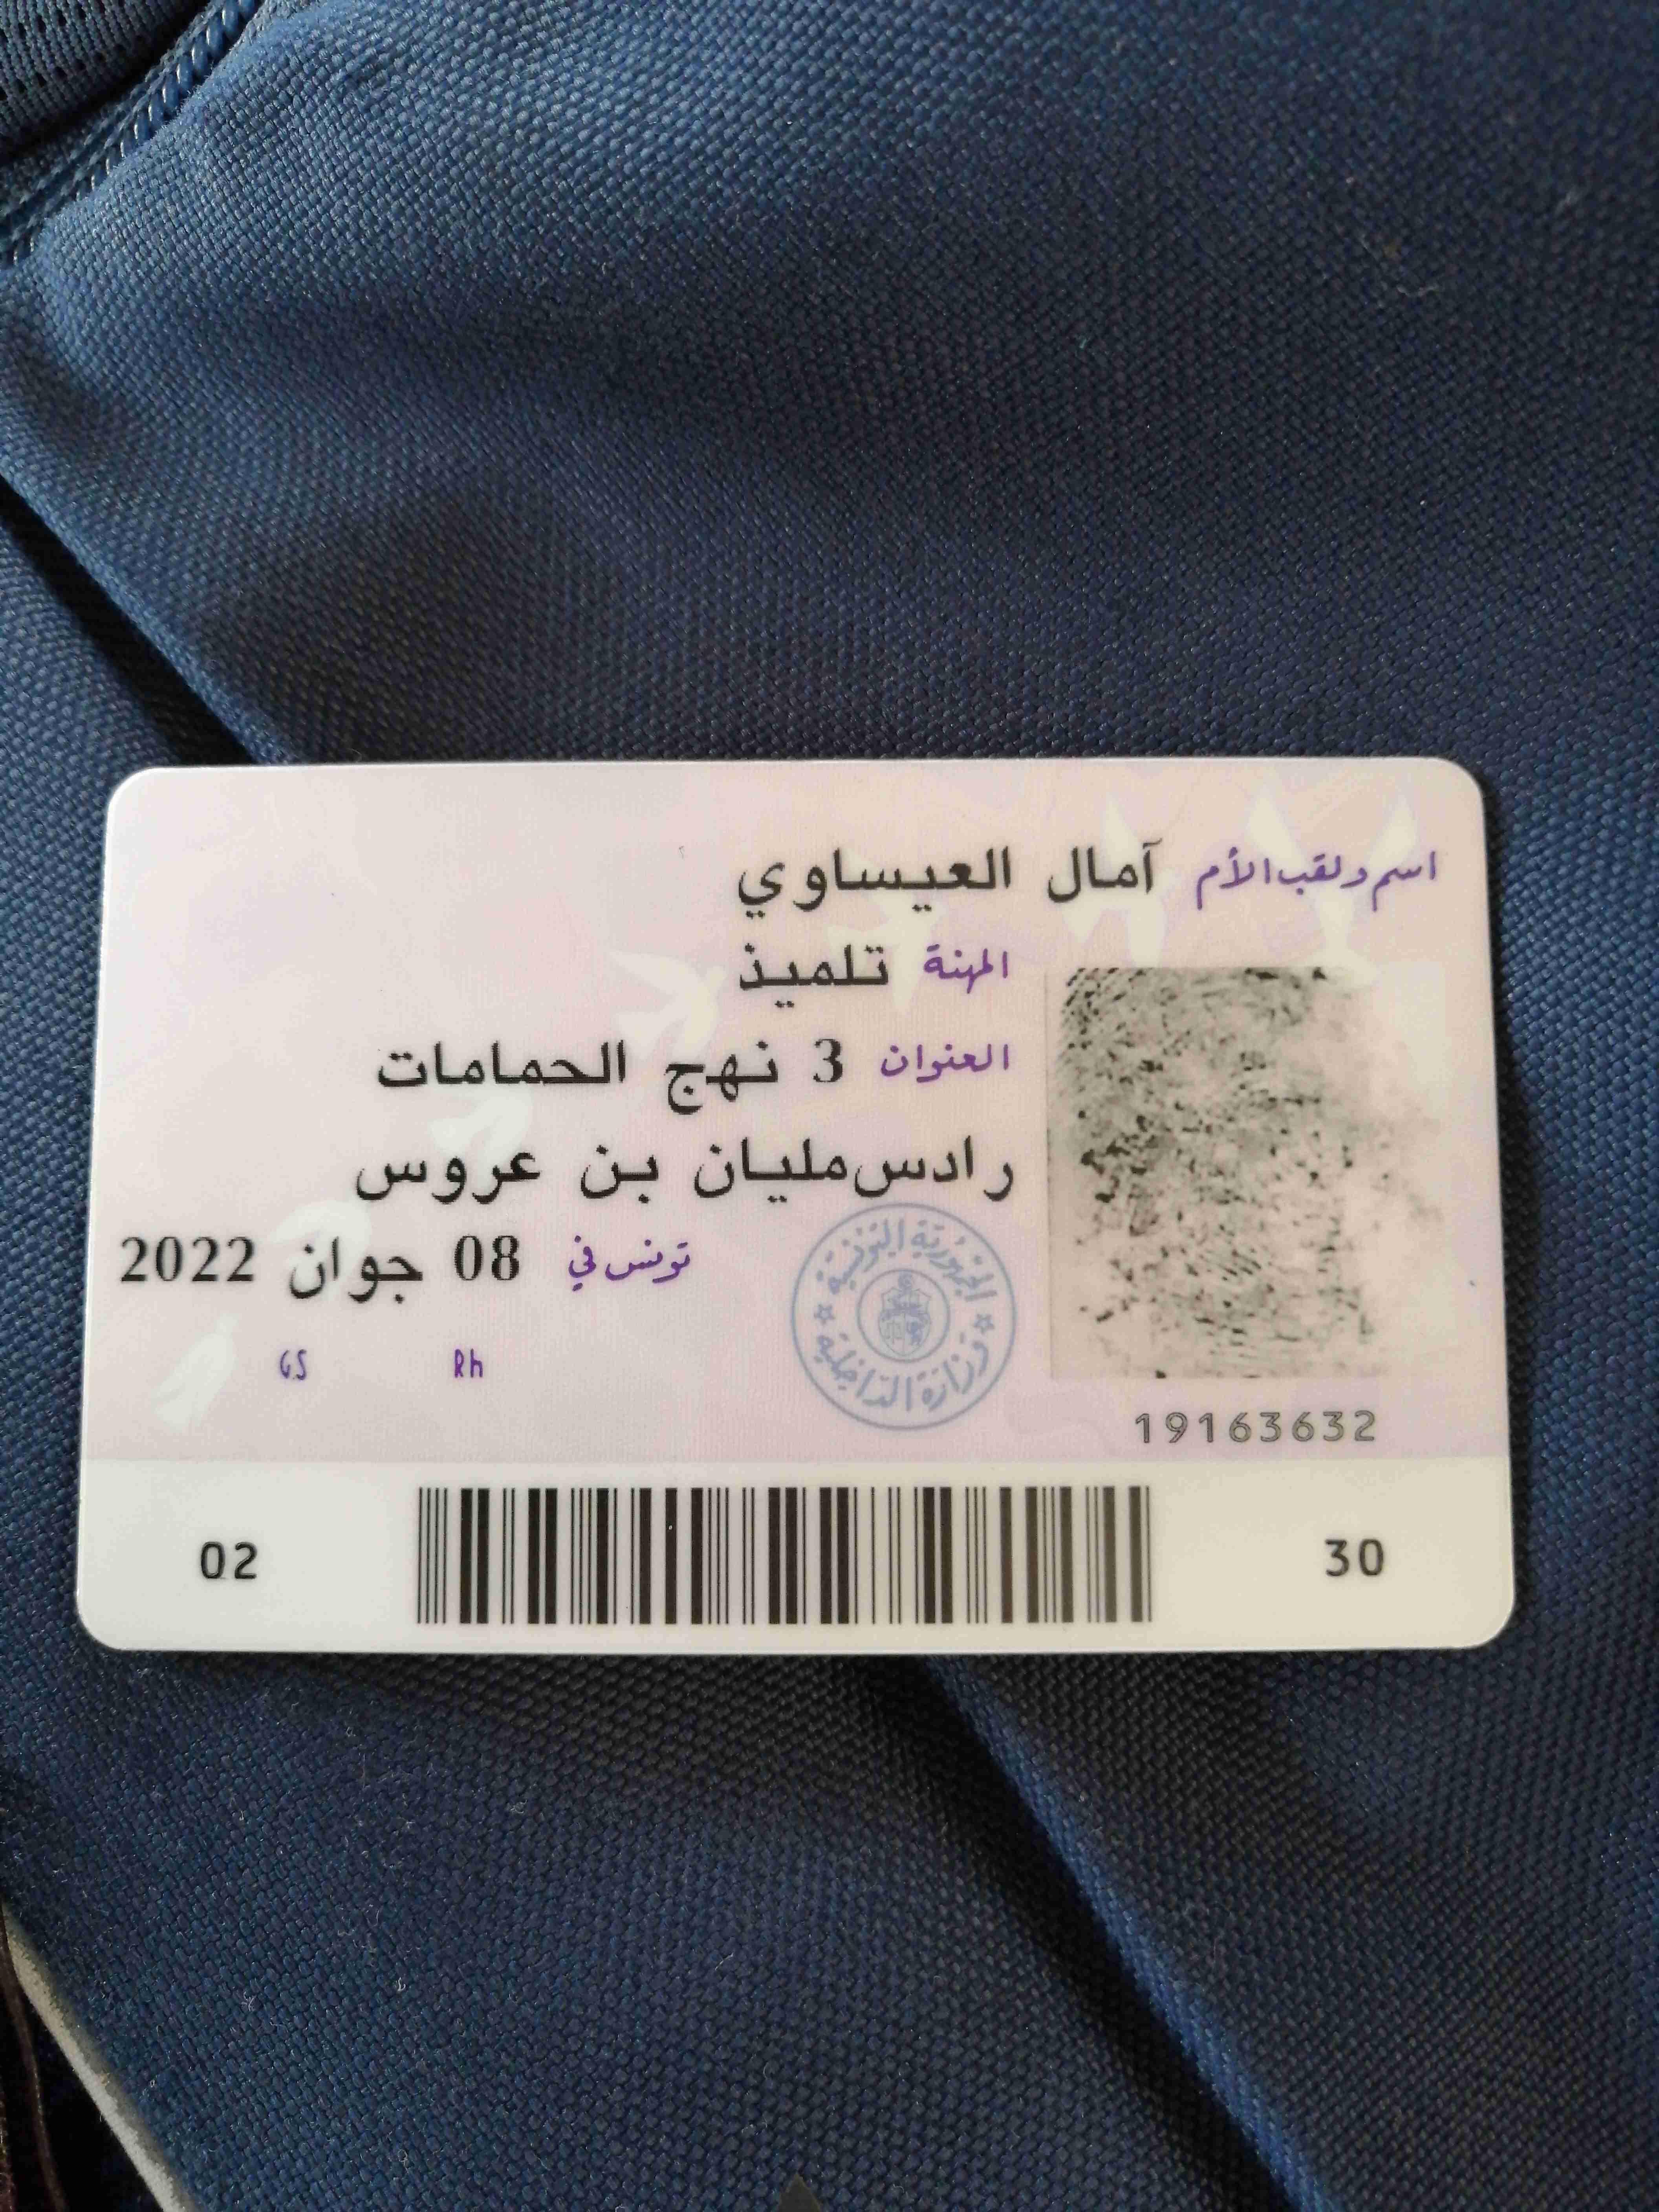 اسم ولقب الأم آمال العيساوي
المهنة تلميذ
العنوان 3 نهج الحمامات
رادس مليان بن عروس
تونس في 08 جوان 2022
Rh GS
الجمهورية التونسية
وزارة الداخلية
19163632
02 30